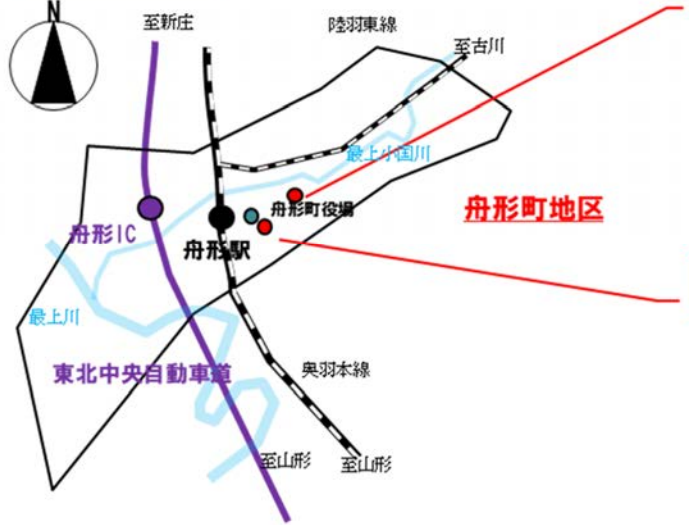 N
至新庄
陸羽東線
至古川
最上小国川
舟形町役場
舟形町地区
舟形IC
舟形駅
最上川
東北中央自動車道
奥羽本線
至山形
至山形